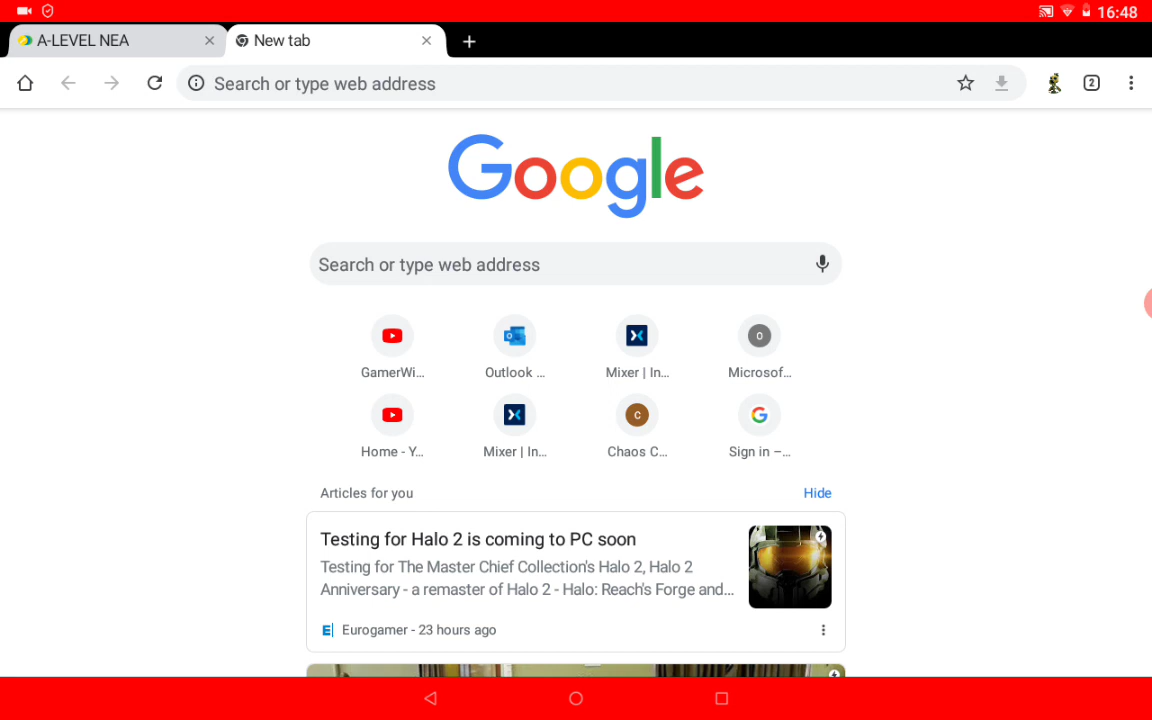 16:48
A-LEVEL NEA
New tab
Search or type web address
2
Google
Search or type web address
GamerWi...
Outlook ...
Mixer | In...
O
Microsof...
Home - Y...
Mixer | In...
C
Chaos C...
Sign in –...
Articles for you
Hide
Testing for Halo 2 is coming to PC soon
Testing for The Master Chief Collection's Halo 2, Halo 2
Anniversary - a remaster of Halo 2 - Halo: Reach's Forge and...
E Eurogamer - 23 hours ago